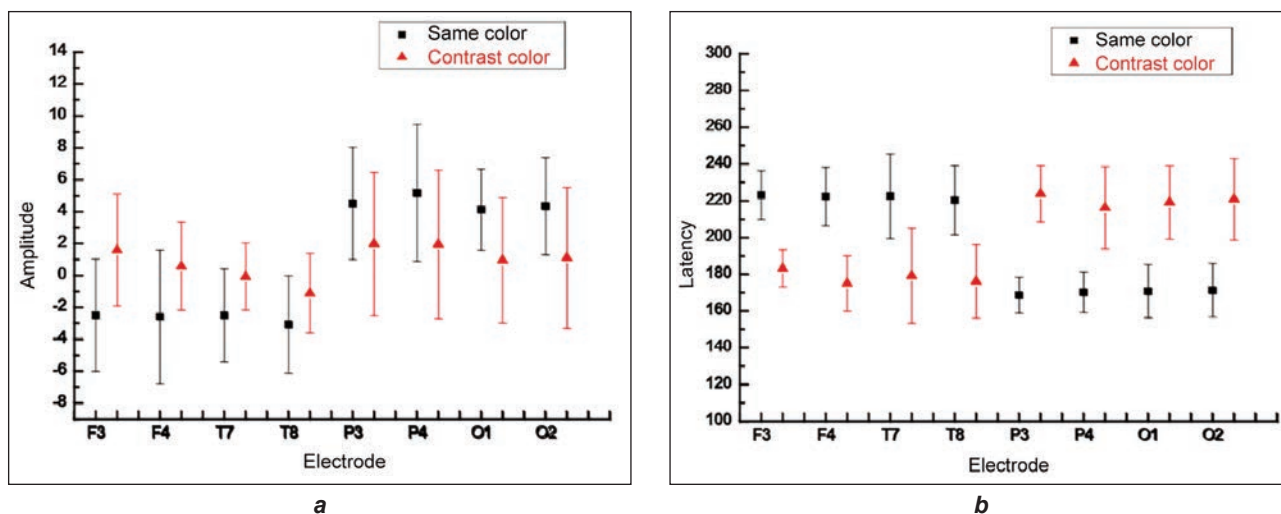 Same color
Contrast color
14
12
10
8
6
4
2
0
-2
-4
-6
-8
Amplitude
F3 F4 T7 T8 P3 P4 O1 O2
Electrode
a
Same color
Contrast color
300
280
260
240
220
200
180
160
140
120
100
Latency
F3 F4 T7 T8 P3 P4 O1 O2
Electrode
b